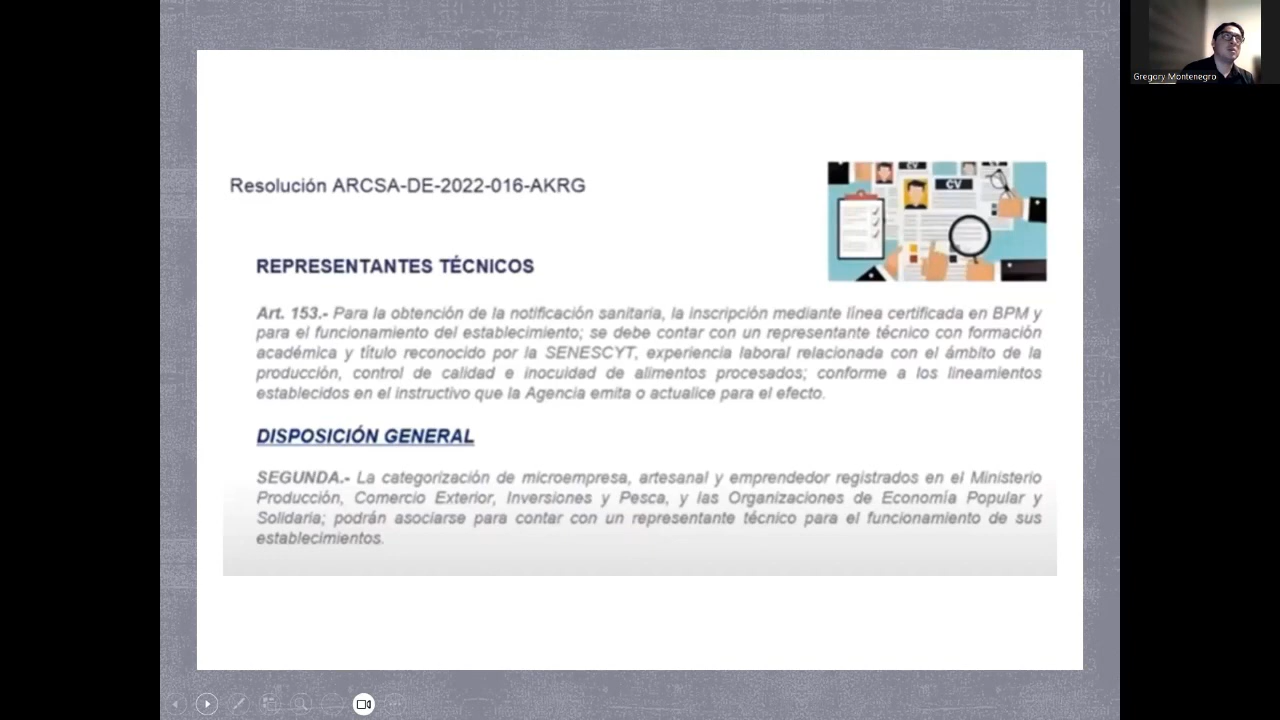 Gregory Montenegro
Resolución ARCSA-DE-2022-016-AKRG
CV
CV
REPRESENTANTES TÉCNICOS
Art. 153.- Para la obtención de la notificación sanitaria, la inscripción mediante línea certificada en BPM y
para el funcionamiento del establecimiento; se debe contar con un representante técnico con formación
académica y título reconocido por la SENESCYT, experiencia laboral relacionada con el ámbito de la
producción, control de calidad e inocuidad de alimentos procesados; conforme a los lineamientos
establecidos en el instructivo que la Agencia emita o actualice para el efecto.
DISPOSICIÓN GENERAL
SEGUNDA.- La categorización de microempresa, artesanal y emprendedor registrados en el Ministerio
Producción, Comercio Exterior, Inversiones y Pesca, y las Organizaciones de Economía Popular y
Solidaria; podrán asociarse para contar con un representante técnico para el funcionamiento de sus
establecimientos.